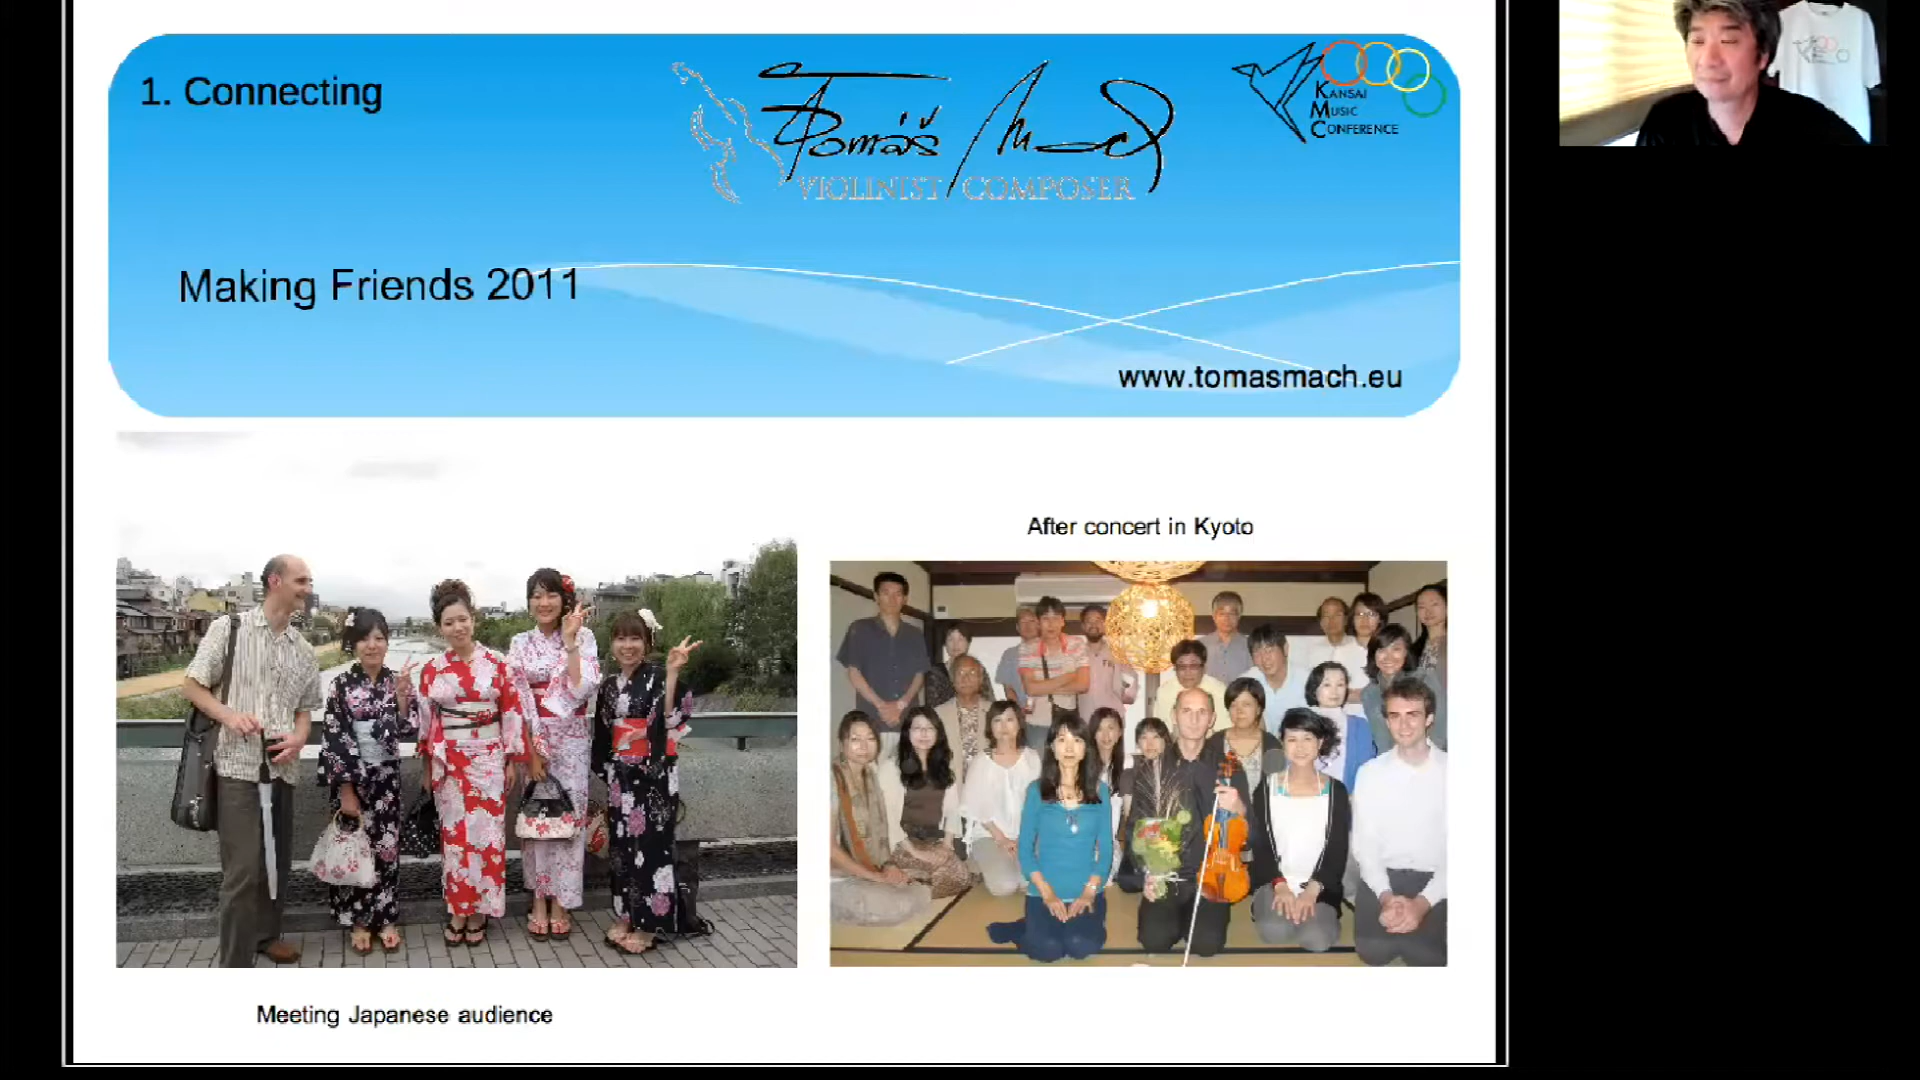 1. Connecting
Tomáš Mach
VIOLINIST COMPOSER
KANSAI
MUSIC
CONFERENCE
Making Friends 2011
www.tomasmach.eu
After concert in Kyoto
Meeting Japanese audience